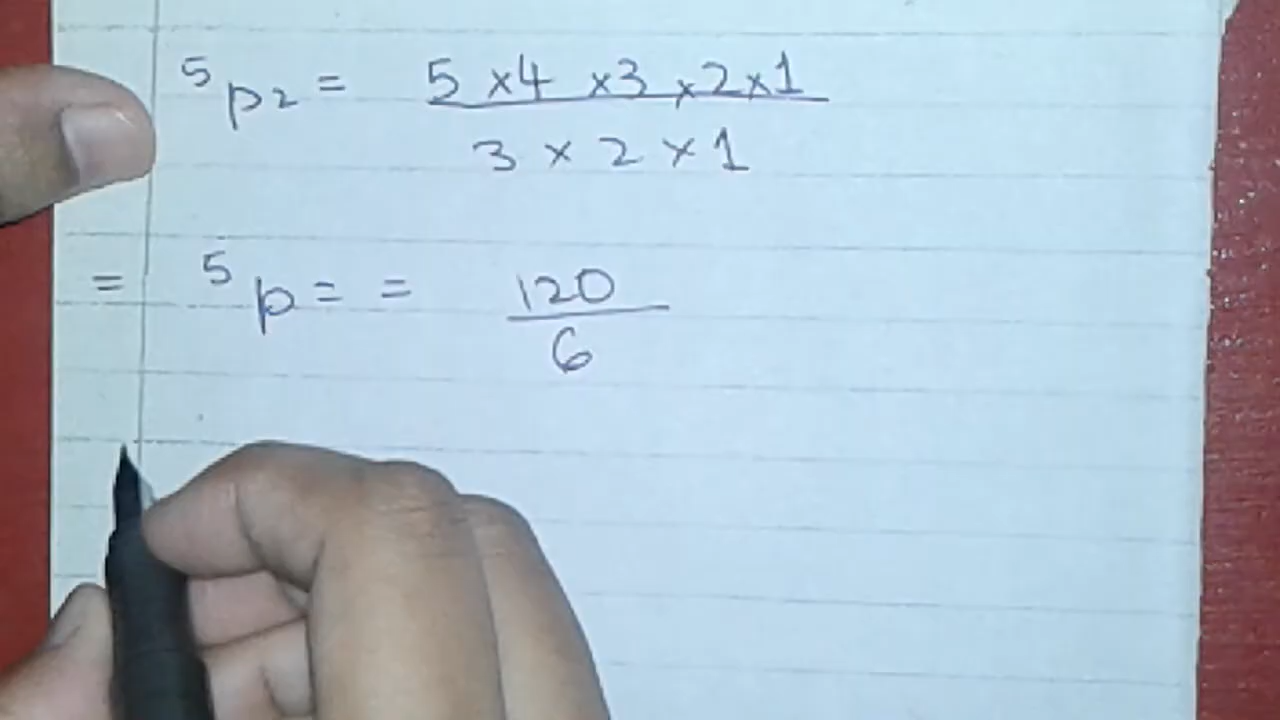 ⁵p₂ = 5 ×4 ×3 ×2×1
3 × 2 × 1
= ⁵p = = 120
6